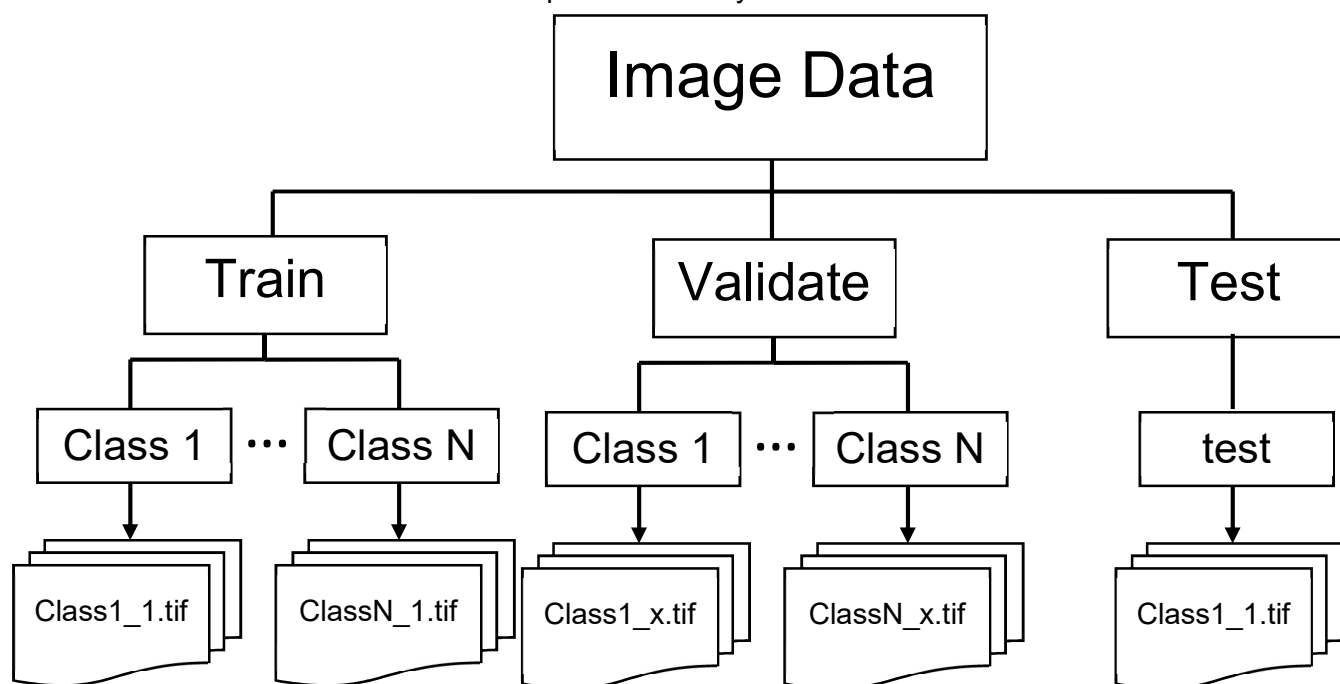 Image Data
Train
Validate
Test
Class 1 ... Class N
Class 1 ... Class N
test
Class1_1.tif
ClassN_1.tif
Class1_x.tif
ClassN_x.tif
Class1_1.tif